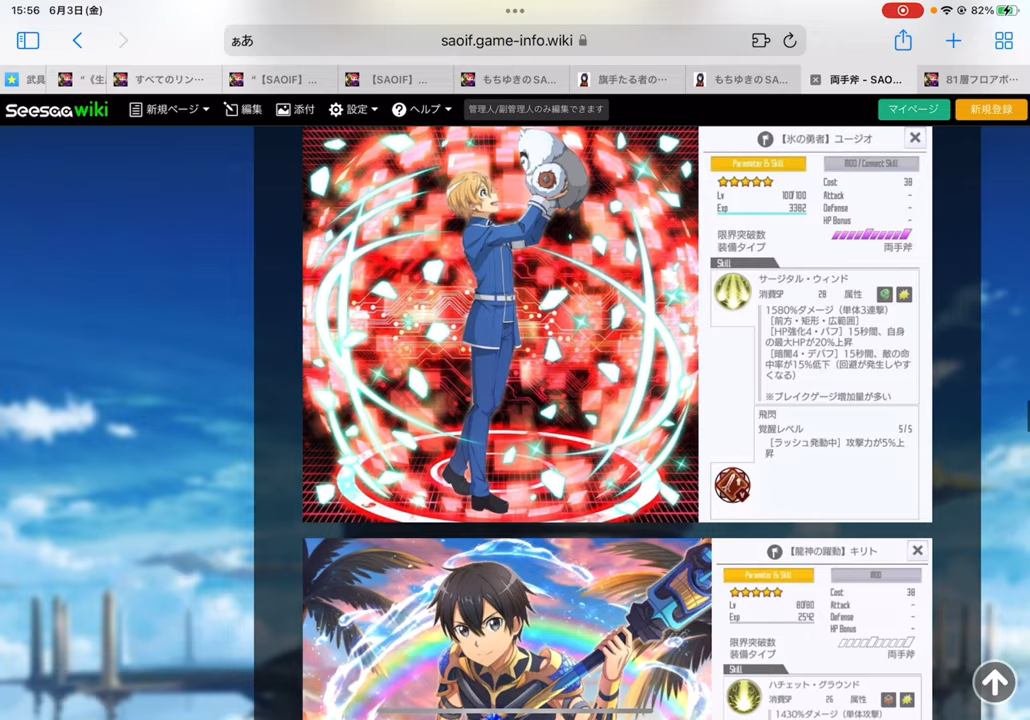 15:56 6月3日(金)
82%
ぁあ
saoif.game-info.wiki
武具
“《生
すべてのリン…
“【SAOIF】…
【SAOIF】…
もちゆきのSA…
旗手たる者の…
もちゆきのSA…
両手斧 - SAO…
81層フロアボ…
Seesaa wiki
新規ページ
編集
添付
設定
ヘルプ
管理人/副管理人のみ編集できます
マイページ
新規登録
【氷の勇者】ユージオ
Parameter & Skill
MOD / Connect Skill
Lv 100/100
Exp 3382
Cost 38
Attack -
Defense -
HP Bonus -
限界突破数
装備タイプ 両手斧
Skill
サージタル・ウィンド
消費SP 28 属性
1580%ダメージ（単体3連撃）
［前方・矩形・広範囲］
［HP強化4・バフ］15秒間、自身
の最大HPが20%上昇
［暗闇4・デバフ］15秒間、敵の命
中率が15%低下（回避が発生しやす
くなる）
※ブレイクゲージ増加量が多い
飛閃
覚醒レベル 5/5
［ラッシュ発動中］攻撃力が5%上
昇
【龍神の躍動】キリト
Parameter & Skill
MOD
Lv 80/80
Exp 2542
Cost 38
Attack -
Defense -
HP Bonus -
限界突破数
装備タイプ 両手斧
Skill
ハチェット・グラウンド
消費SP 26 属性
1430%ダメージ（単体攻撃）